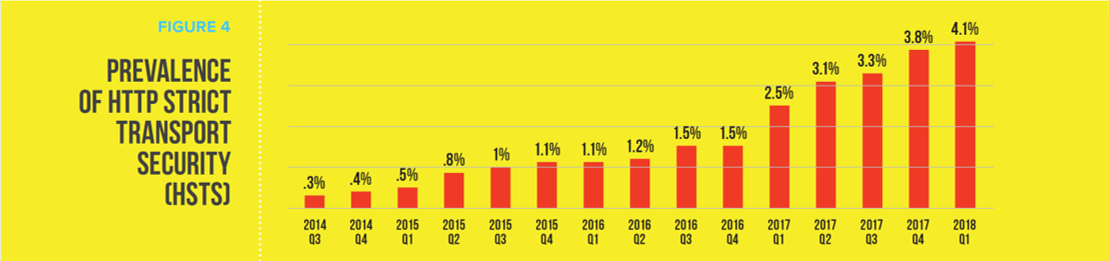 FIGURE 4
PREVALENCE
OF HTTP STRICT
TRANSPORT
SECURITY
(HSTS)
.3% .4% .5% .8% 1% 1.1% 1.1% 1.2% 1.5% 1.5% 2.5% 3.1% 3.3% 3.8% 4.1%
2014 2014 2015 2015 2015 2015 2016 2016 2016 2016 2017 2017 2017 2017 2018
Q3 Q4 Q1 Q2 Q3 Q4 Q1 Q2 Q3 Q4 Q1 Q2 Q3 Q4 Q1